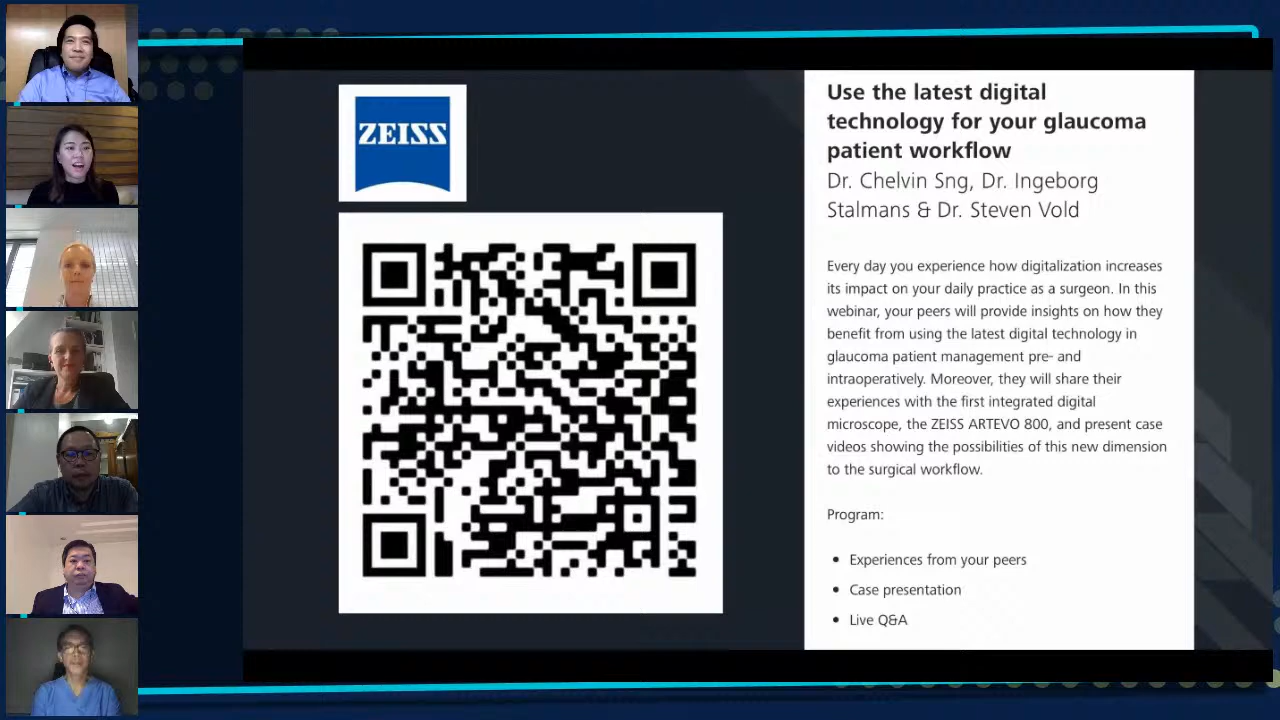 ZEISS
Use the latest digital
technology for your glaucoma
patient workflow
Dr. Chelvin Sng, Dr. Ingeborg
Stalmans & Dr. Steven Vold
Every day you experience how digitalization increases
its impact on your daily practice as a surgeon. In this
webinar, your peers will provide insights on how they
benefit from using the latest digital technology in
glaucoma patient management pre- and
intraoperatively. Moreover, they will share their
experiences with the first integrated digital
microscope, the ZEISS ARTEVO 800, and present case
videos showing the possibilities of this new dimension
to the surgical workflow.
Program:
• Experiences from your peers
• Case presentation
• Live Q&A